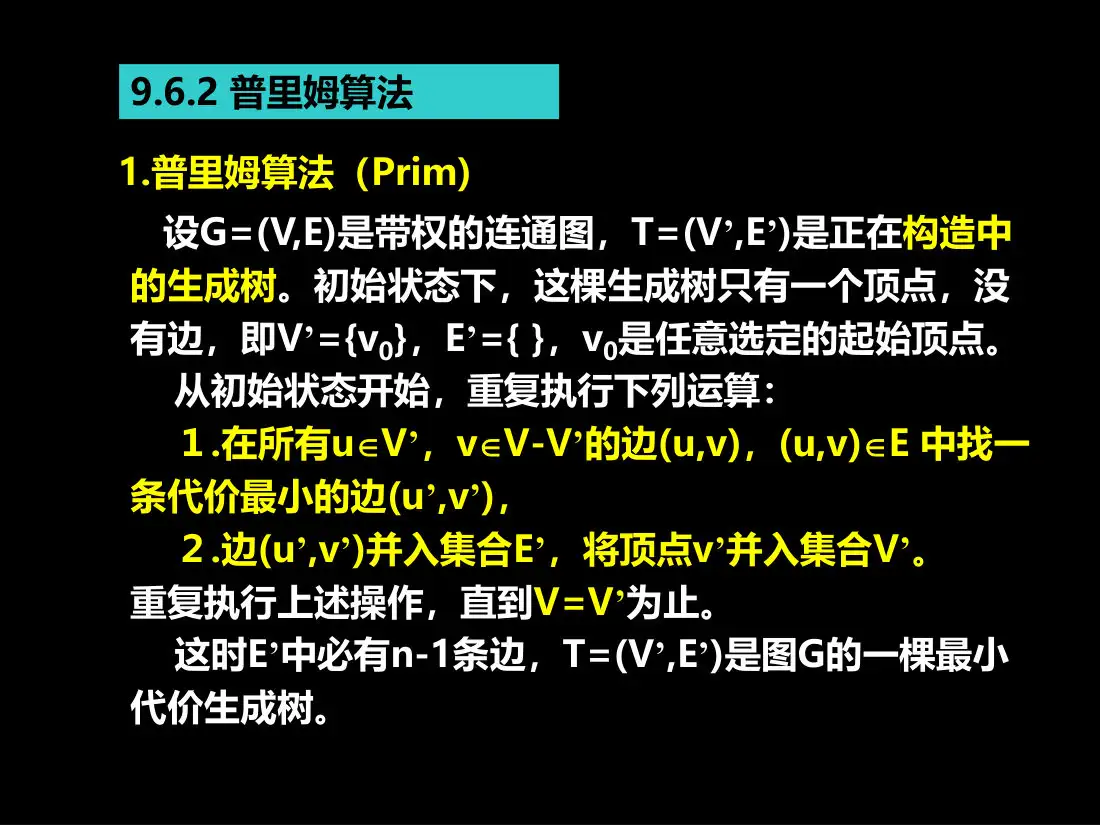 9.6.2 普里姆算法
1.普里姆算法（Prim)
设G=(V,E)是带权的连通图，T=(V’,E’)是正在构造中
的生成树。初始状态下，这棵生成树只有一个顶点，没
有边，即V’={v0}，E’={ }，v0是任意选定的起始顶点。
从初始状态开始，重复执行下列运算：
１.在所有u∈V’，v∈V-V’的边(u,v)，(u,v)∈E 中找一
条代价最小的边(u’,v’)，
２.边(u’,v’)并入集合E’，将顶点v’并入集合V’。
重复执行上述操作，直到V=V’为止。
这时E’中必有n-1条边，T=(V’,E’)是图G的一棵最小
代价生成树。